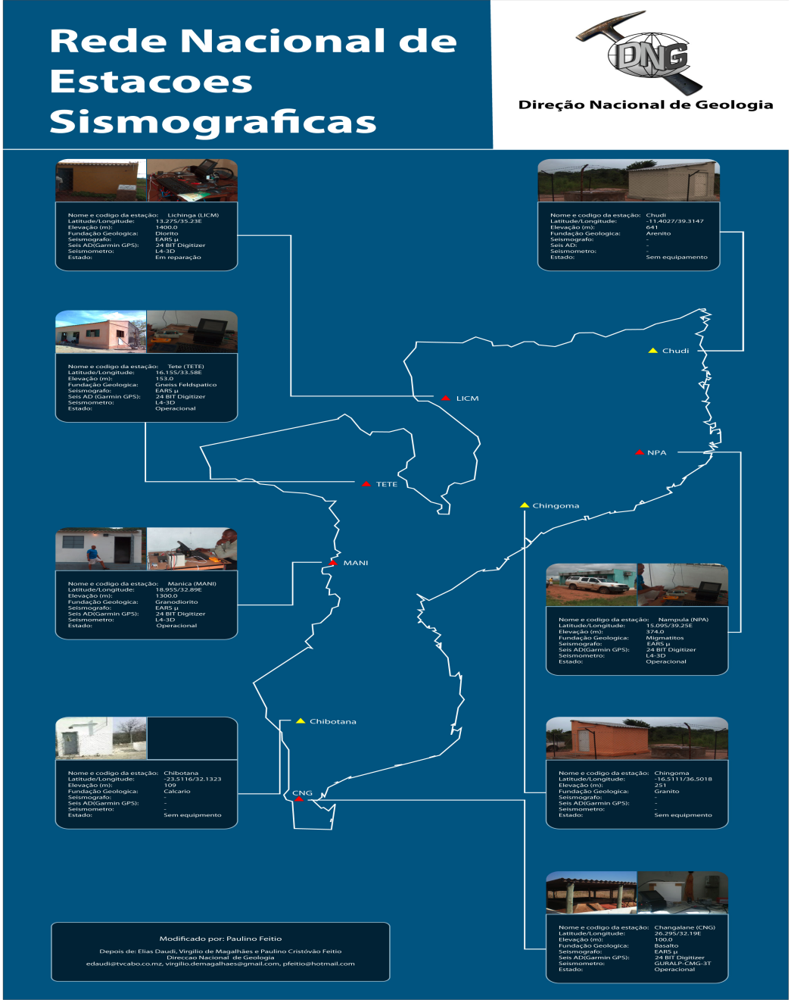 Rede Nacional de
Estacoes
Sismograficas
DNG
Direção Nacional de Geologia
Nome e codigo da estação: Lichinga (LICM)
Latitude/Longitude: 13.27S/35.23E
Elevação (m): 1400.0
Fundação Geologica: Diorito
Seismografo: EARS µ
Seis AD(Garmin GPS): 24 BIT Digitizer
Seismometro: L4-3D
Estado: Em reparação
Nome e codigo da estação: Chudi
Latitude/Longitude: -11.4027/39.3147
Elevação (m): 641
Fundação Geologica: Arenito
Seismografo: -
Seis AD: -
Seismometro: -
Estado: Sem equipamento
Nome e codigo da estação: Tete (TETE)
Latitude/Longitude: 16.15S/33.58E
Elevação (m): 153.0
Fundação Geologica: Gneiss Feldspatico
Seismografo: EARS µ
Seis AD (Garmin GPS): 24 BIT Digitizer
Seismometro: L4-3D
Estado: Operacional
Chudi
LICM
NPA
TETE
Chingoma
MANI
Nome e codigo da estação: Manica (MANI)
Latitude/Longitude: 18.95S/32.89E
Elevação (m): 1300.0
Fundação Geologica: Granodiorito
Seismografo: EARS µ
Seis AD(Garmin GPS): 24 BIT Digitizer
Seismometro: L4-3D
Estado: Operacional
Nome e codigo da estação: Nampula (NPA)
Latitude/Longitude: 15.09S/39.25E
Elevação (m): 374.0
Fundação Geologica: Migmatitos
Seismografo: EARS µ
Seis AD(Garmin GPS): 24 BIT Digitizer
Seismometro: L4-3D
Estado: Operacional
Chibotana
CNG
Nome e codigo da estação: Chibotana
Latitude/Longitude: -23.5116/32.1323
Elevação (m): 109
Fundação Geologica: Calcario
Seismografo: -
Seis AD(Garmin GPS): -
Seismometro: -
Estado: Sem equipmento
Nome e codigo da estação: Chingoma
Latitude/Longitude: -16.5111/36.5018
Elevação (m): 251
Fundação Geologica: Granito
Seismografo: -
Seis AD(Garmin GPS): -
Seismometro: -
Estado: Sem equipmento
Nome e codigo da estação: Changalane (CNG)
Latitude/Longitude: 26.29S/32.19E
Elevação (m): 100.0
Fundação Geologica: Basalto
Seismografo: EARS µ
Seis AD(Garmin GPS): 24 BIT Digitizer
Seismometro: GURALP-CMG-3T
Estado: Operacional
Modificado por: Paulino Feitio
Depois de: Elias Daudi, Virgilio de Magalhães e Paulino Cristóvão Feitio
Direccao Nacional de Geologia
edaudi@tvcabo.co.mz, virgilio.demagalhaes@gmail.com, pfeitio@hotmail.com